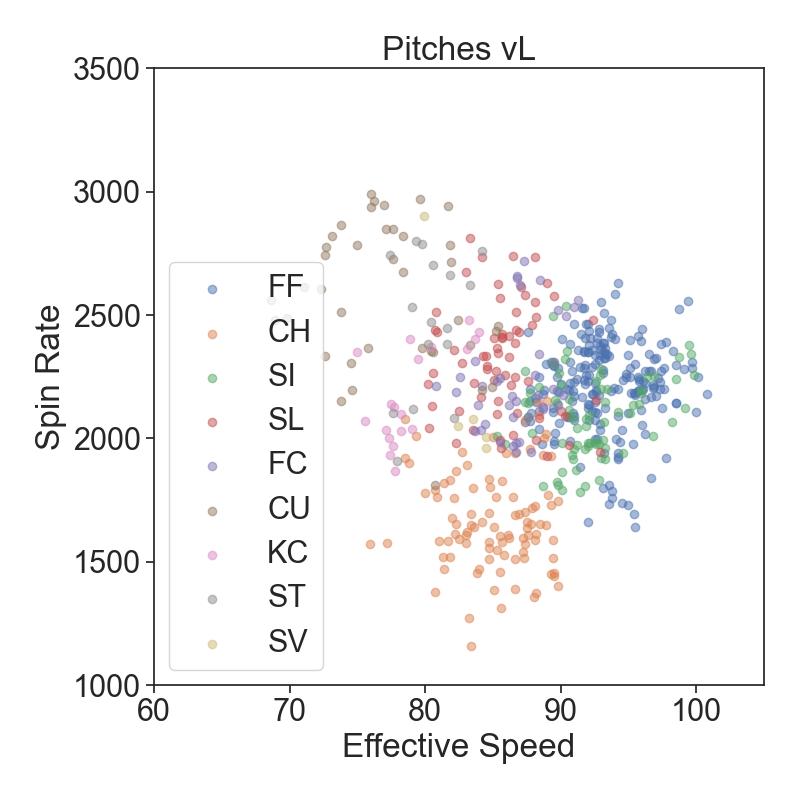 Pitches vL
3500
3000
2500
2000
1500
1000
Spin Rate
FF
CH
SI
SL
FC
CU
KC
ST
SV
60 70 80 90 100
Effective Speed